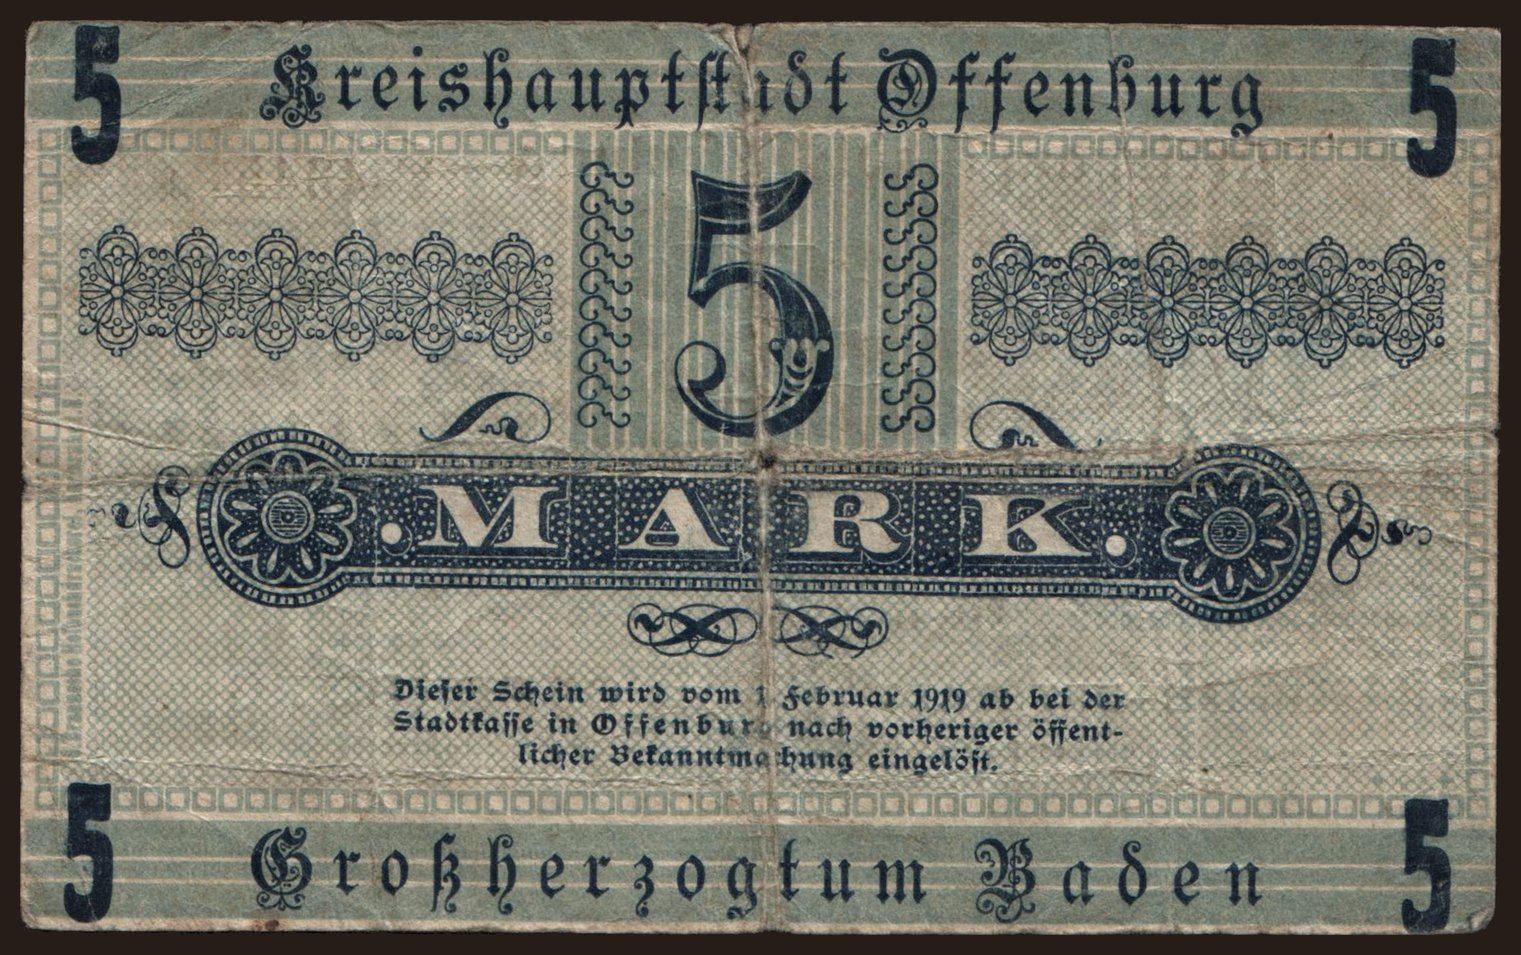 5 Kreishauptstadt Offenburg 5
5
.MARK.
Dieser Schein wird vom 1. Februar 1919 ab bei der
Stadtkasse in Offenburg nach vorheriger öffent-
licher Bekanntmachung eingelöst.
5 Großherzogtum Baden 5